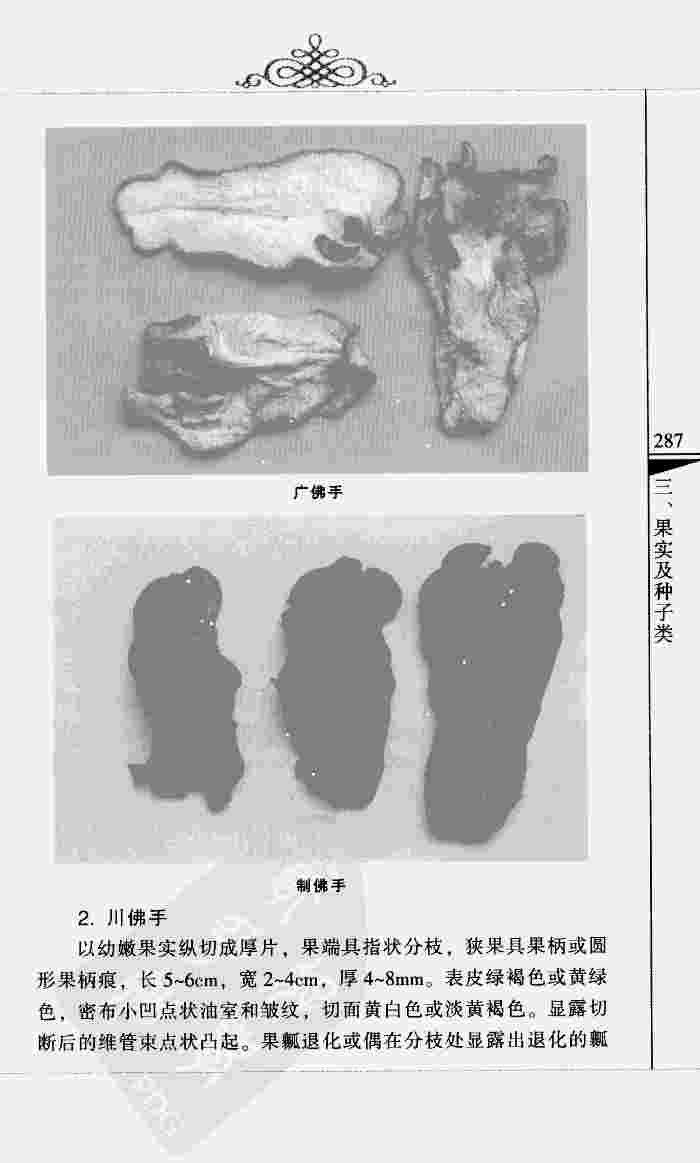 广佛手
287
三、果实及种子类
制佛手
2. 川佛手
以幼嫩果实纵切成厚片，果端具指状分枝，狭果具果柄或圆
形果柄痕，长 5~6cm，宽 2~4cm，厚 4~8mm。表皮绿褐色或黄绿
色，密布小凹点状油室和皱纹，切面黄白色或淡黄褐色。显露切
断后的维管束点状凸起。果瓤退化或偶在分枝处显露出退化的瓤